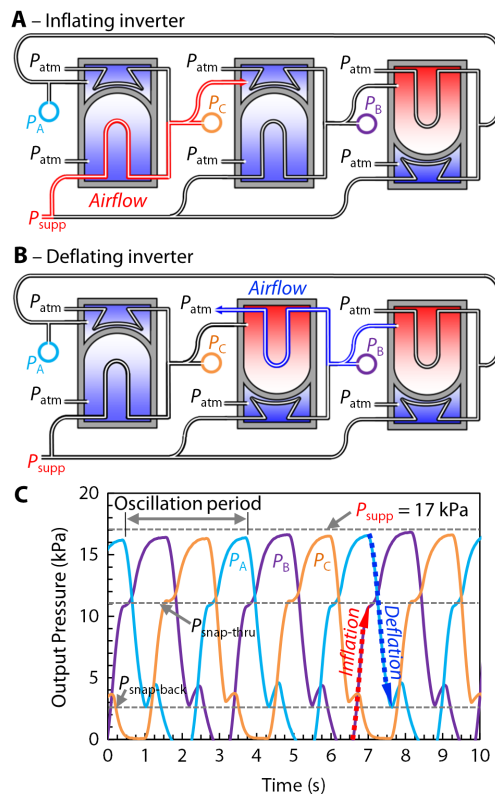 A – Inflating inverter
Patm Patm Patm
PA PC PB
Patm Patm Patm
Airflow
Psupp
B – Deflating inverter
Airflow
Patm Patm Patm
PA PC PB
Patm Patm Patm
Psupp
C
20
15
10
5
0
Output Pressure (kPa)
Oscillation period
Psupp = 17 kPa
PA PB PC
Psnap-thru
Psnap-back
Inflation
Deflation
0 1 2 3 4 5 6 7 8 9 10
Time (s)